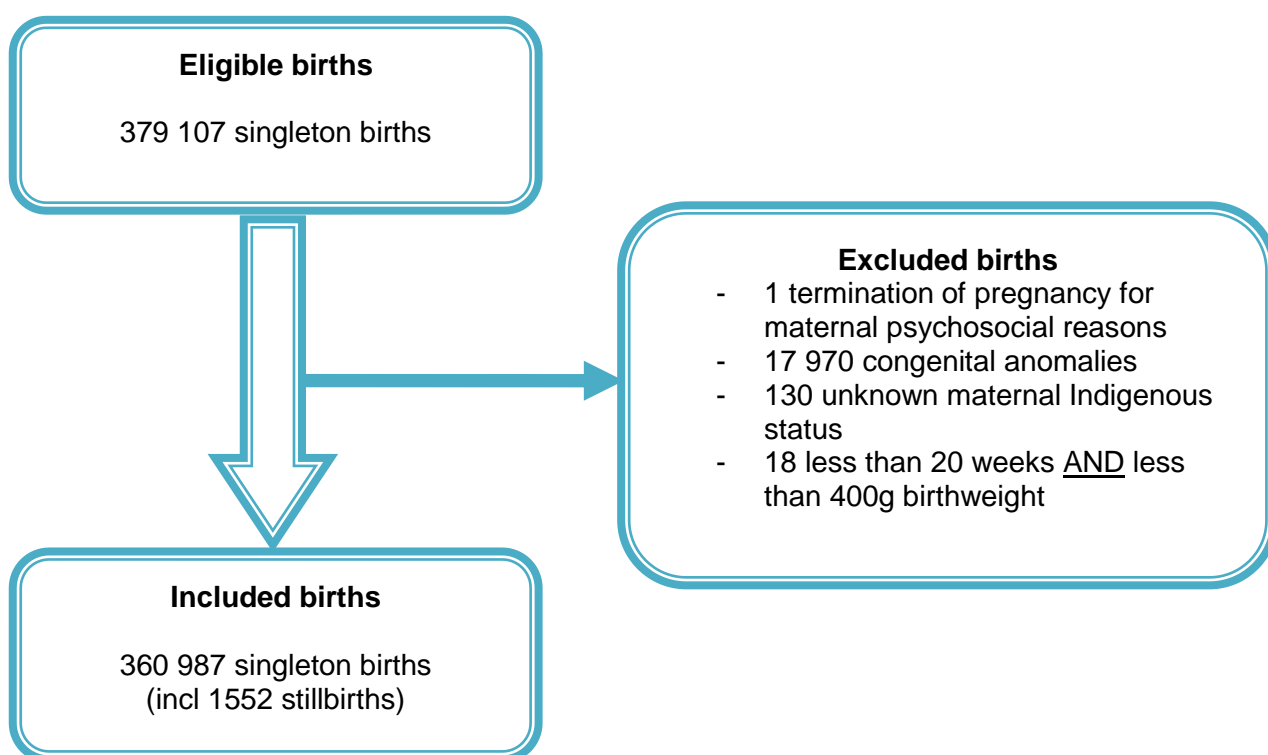 Eligible births
379 107 singleton births
Excluded births
- 1 termination of pregnancy for
maternal psychosocial reasons
- 17 970 congenital anomalies
- 130 unknown maternal Indigenous
status
- 18 less than 20 weeks AND less
than 400g birthweight
Included births
360 987 singleton births
(incl 1552 stillbirths)